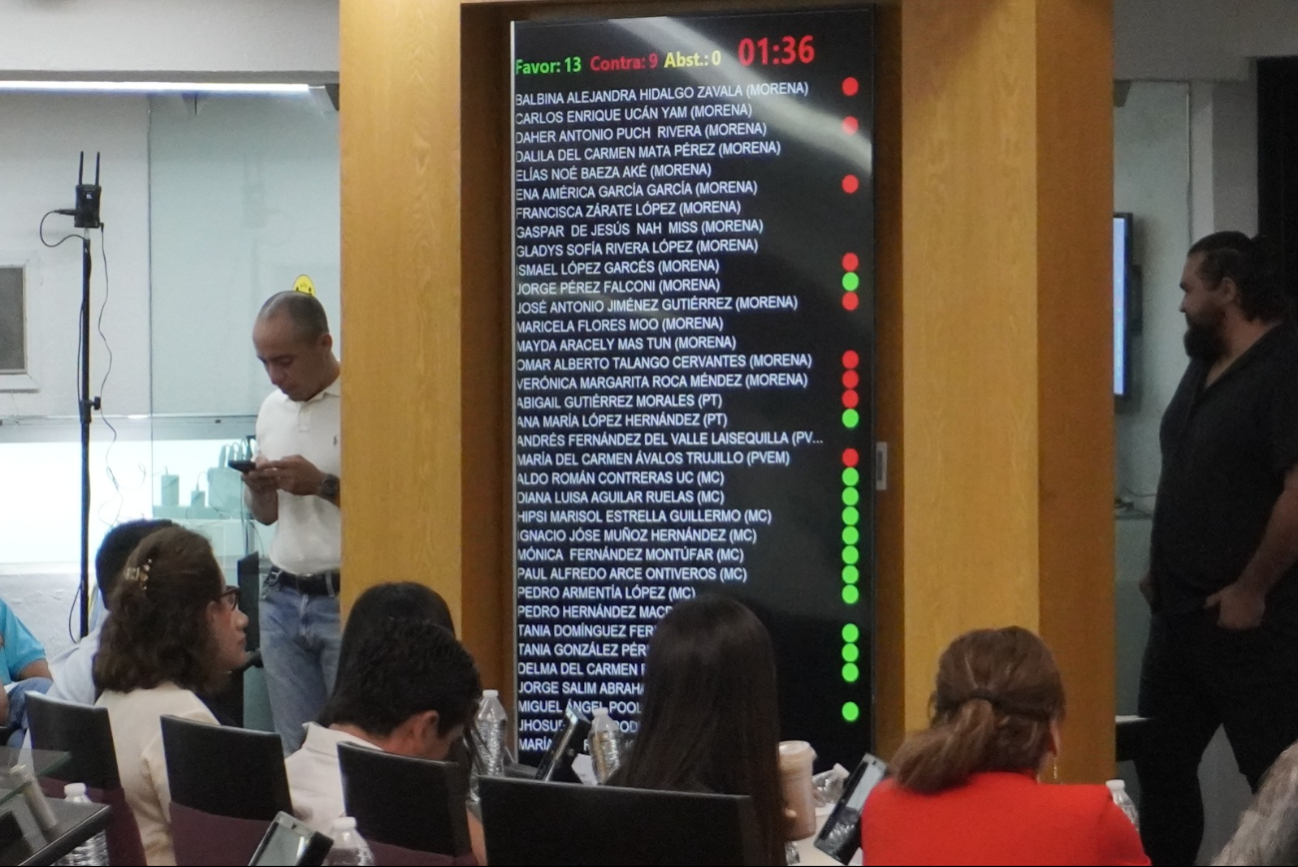 Favor: 13 Contra: 9 Abst.: 0 01:36
BALBINA ALEJANDRA HIDALGO ZAVALA (MORENA)
CARLOS ENRIQUE UCÁN YAM (MORENA)
DAHER ANTONIO PUCH RIVERA (MORENA)
DALILA DEL CARMEN MATA PÉREZ (MORENA)
ELÍAS NOÉ BAEZA AKÉ (MORENA)
ENA AMÉRICA GARCÍA GARCÍA (MORENA)
FRANCISCA ZÁRATE LÓPEZ (MORENA)
GASPAR DE JESÚS NAH MISS (MORENA)
GLADYS SOFÍA RIVERA LÓPEZ (MORENA)
ISMAEL LÓPEZ GARCÉS (MORENA)
JORGE PÉREZ FALCONI (MORENA)
JOSÉ ANTONIO JIMÉNEZ GUTIÉRREZ (MORENA)
MARICELA FLORES MOO (MORENA)
MAYDA ARACELY MAS TUN (MORENA)
OMAR ALBERTO TALANGO CERVANTES (MORENA)
VERÓNICA MARGARITA ROCA MÉNDEZ (MORENA)
ABIGAIL GUTIÉRREZ MORALES (PT)
ANA MARÍA LÓPEZ HERNÁNDEZ (PT)
ANDRÉS FERNÁNDEZ DEL VALLE LAISEQUILLA (PV...
MARÍA DEL CARMEN ÁVALOS TRUJILLO (PVEM)
ALDO ROMÁN CONTRERAS UC (MC)
DIANA LUISA AGUILAR RUELAS (MC)
HIPSI MARISOL ESTRELLA GUILLERMO (MC)
IGNACIO JÓSE MUÑOZ HERNÁNDEZ (MC)
MÓNICA FERNÁNDEZ MONTÚFAR (MC)
PAUL ALFREDO ARCE ONTIVEROS (MC)
PEDRO ARMENTÍA LÓPEZ (MC)
PEDRO HERNÁNDEZ
TANIA DOMÍNGUEZ
TANIA GONZÁLEZ
DELMA DEL CARMEN
JORGE SALIM
MIGUEL ÁNGEL
MARÍA